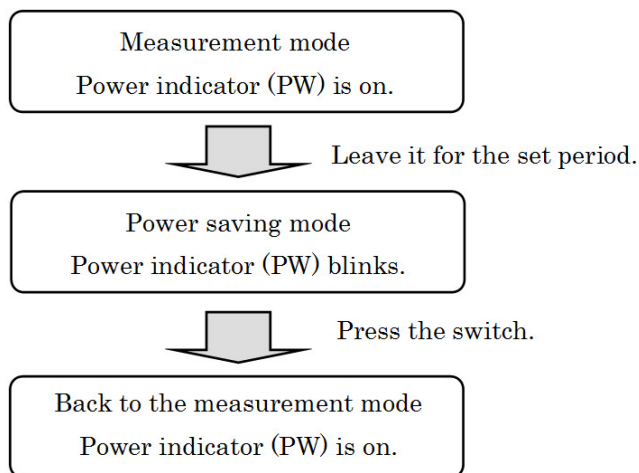 Measurement mode
Power indicator (PW) is on.
Leave it for the set period.
Power saving mode
Power indicator (PW) blinks.
Press the switch.
Back to the measurement mode
Power indicator (PW) is on.